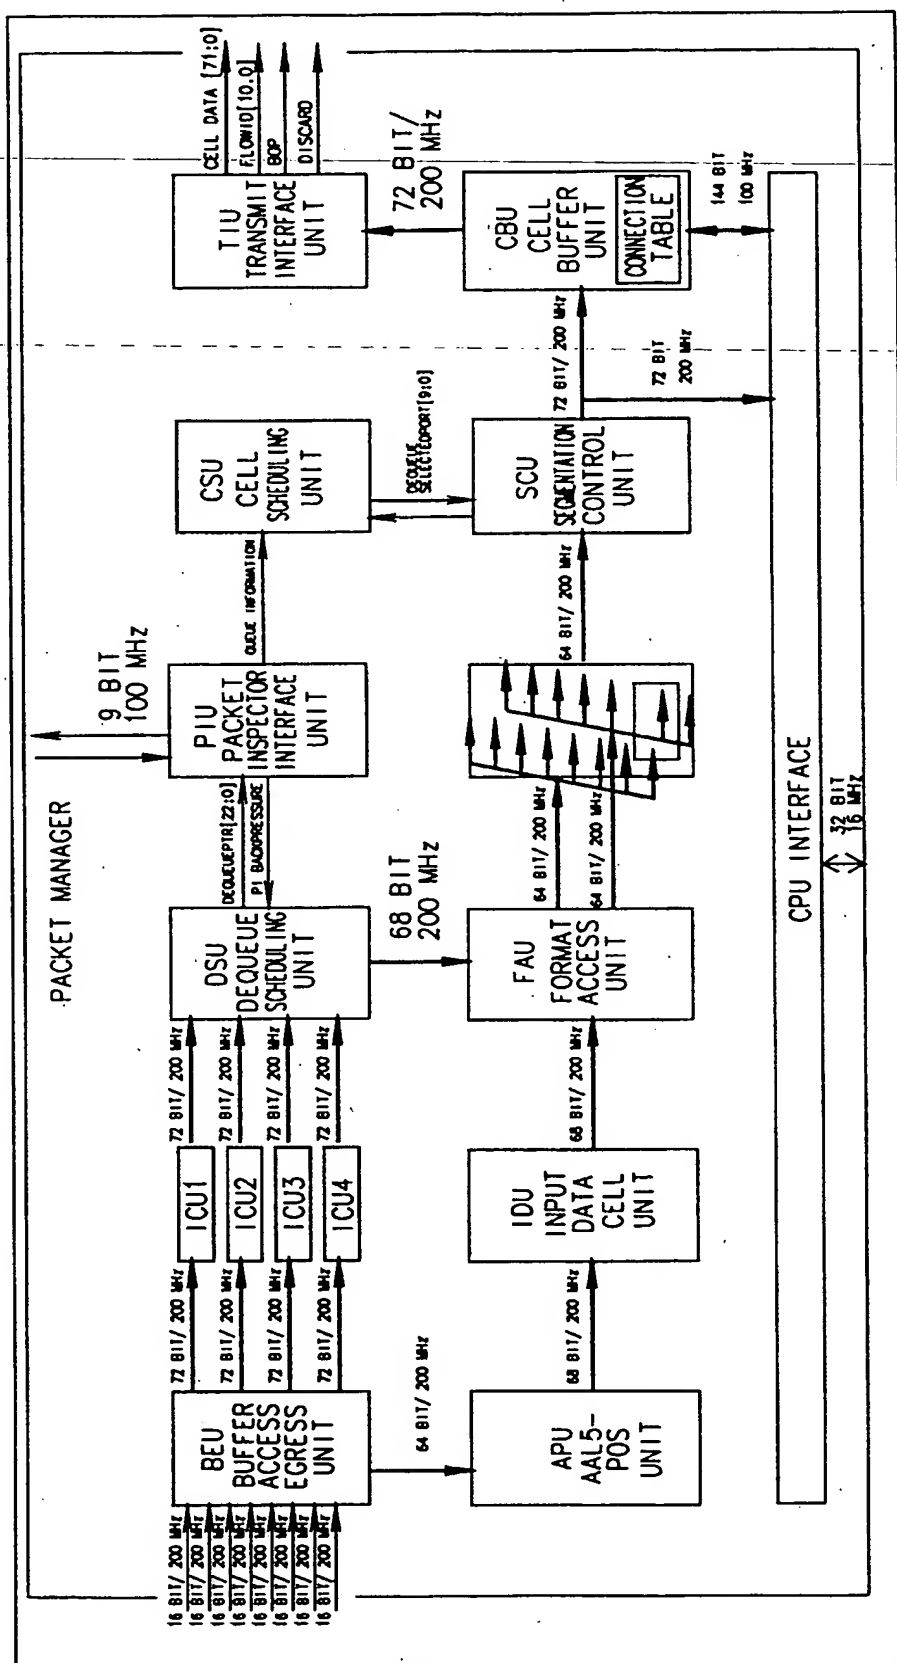 PACKET MANAGER
9 BIT
100 MHz
16 BIT/ 200 MHz
16 BIT/ 200 MHz
16 BIT/ 200 MHz
16 BIT/ 200 MHz
16 BIT/ 200 MHz
16 BIT/ 200 MHz
16 BIT/ 200 MHz
16 BIT/ 200 MHz
BEU
BUFFER
ACCESS
EGRESS
UNIT
72 BIT/ 200 MHz
72 BIT/ 200 MHz
72 BIT/ 200 MHz
72 BIT/ 200 MHz
ICU1
ICU2
ICU3
ICU4
72 BIT/ 200 MHz
72 BIT/ 200 MHz
72 BIT/ 200 MHz
72 BIT/ 200 MHz
DSU
DEQUEUE
SCHEDULING
UNIT
DEQUEUEPTR[22:0]
PI BACKPRESSURE
PIU
PACKET
INSPECTOR
INTERFACE
UNIT
QUEUE INFORMATION
CSU
CELL
SCHEDULING
UNIT
TIU
TRANSMIT
INTERFACE
UNIT
CELL DATA [71:0]
FLOWID[10.0]
BOP
DISCARD
64 BIT/ 200 MHz
68 BIT
200 MHz
DEQUEUE
SELECTEDPORT[9:0]
72 BIT/
200 MHz
APU
AAL5-
POS
UNIT
68 BIT/ 200 MHz
IDU
INPUT
DATA
CELL
UNIT
68 BIT/ 200 MHz
FAU
FORMAT
ACCESS
UNIT
64 BIT/ 200 MHz
64 BIT/ 200 MHz
64 BIT/ 200 MHz
SCU
SEGMENTATION
CONTROL
UNIT
72 BIT/ 200 MHz
72 BIT
200 MHz
CBU
CELL
BUFFER
UNIT
CONNECTION
TABLE
144 BIT
100 MHz
CPU INTERFACE
32 BIT
16 MHz